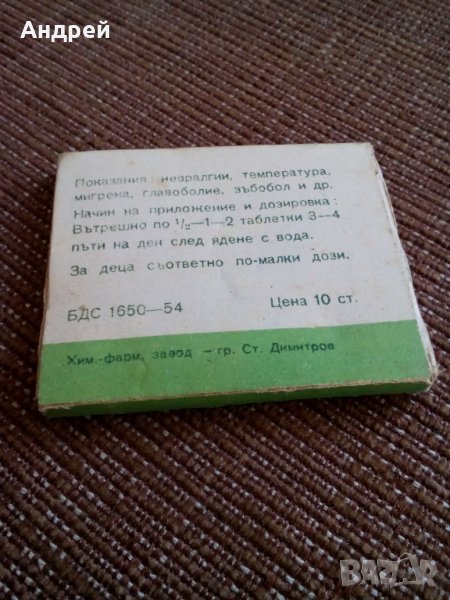 Андрей
Показания: невралгии, температура,
мигрена, главоболие, зъбобол и др.
Начин на приложение и дозировка:
Вътрешно по 1/2—1—2 таблетки 3—4
пъти на ден след ядене с вода.
За деца съответно по-малки дози.
БДС 1650—54 Цена 10 ст.
Хим.-фарм. завод – гр. Ст. Димитров
BAZAR